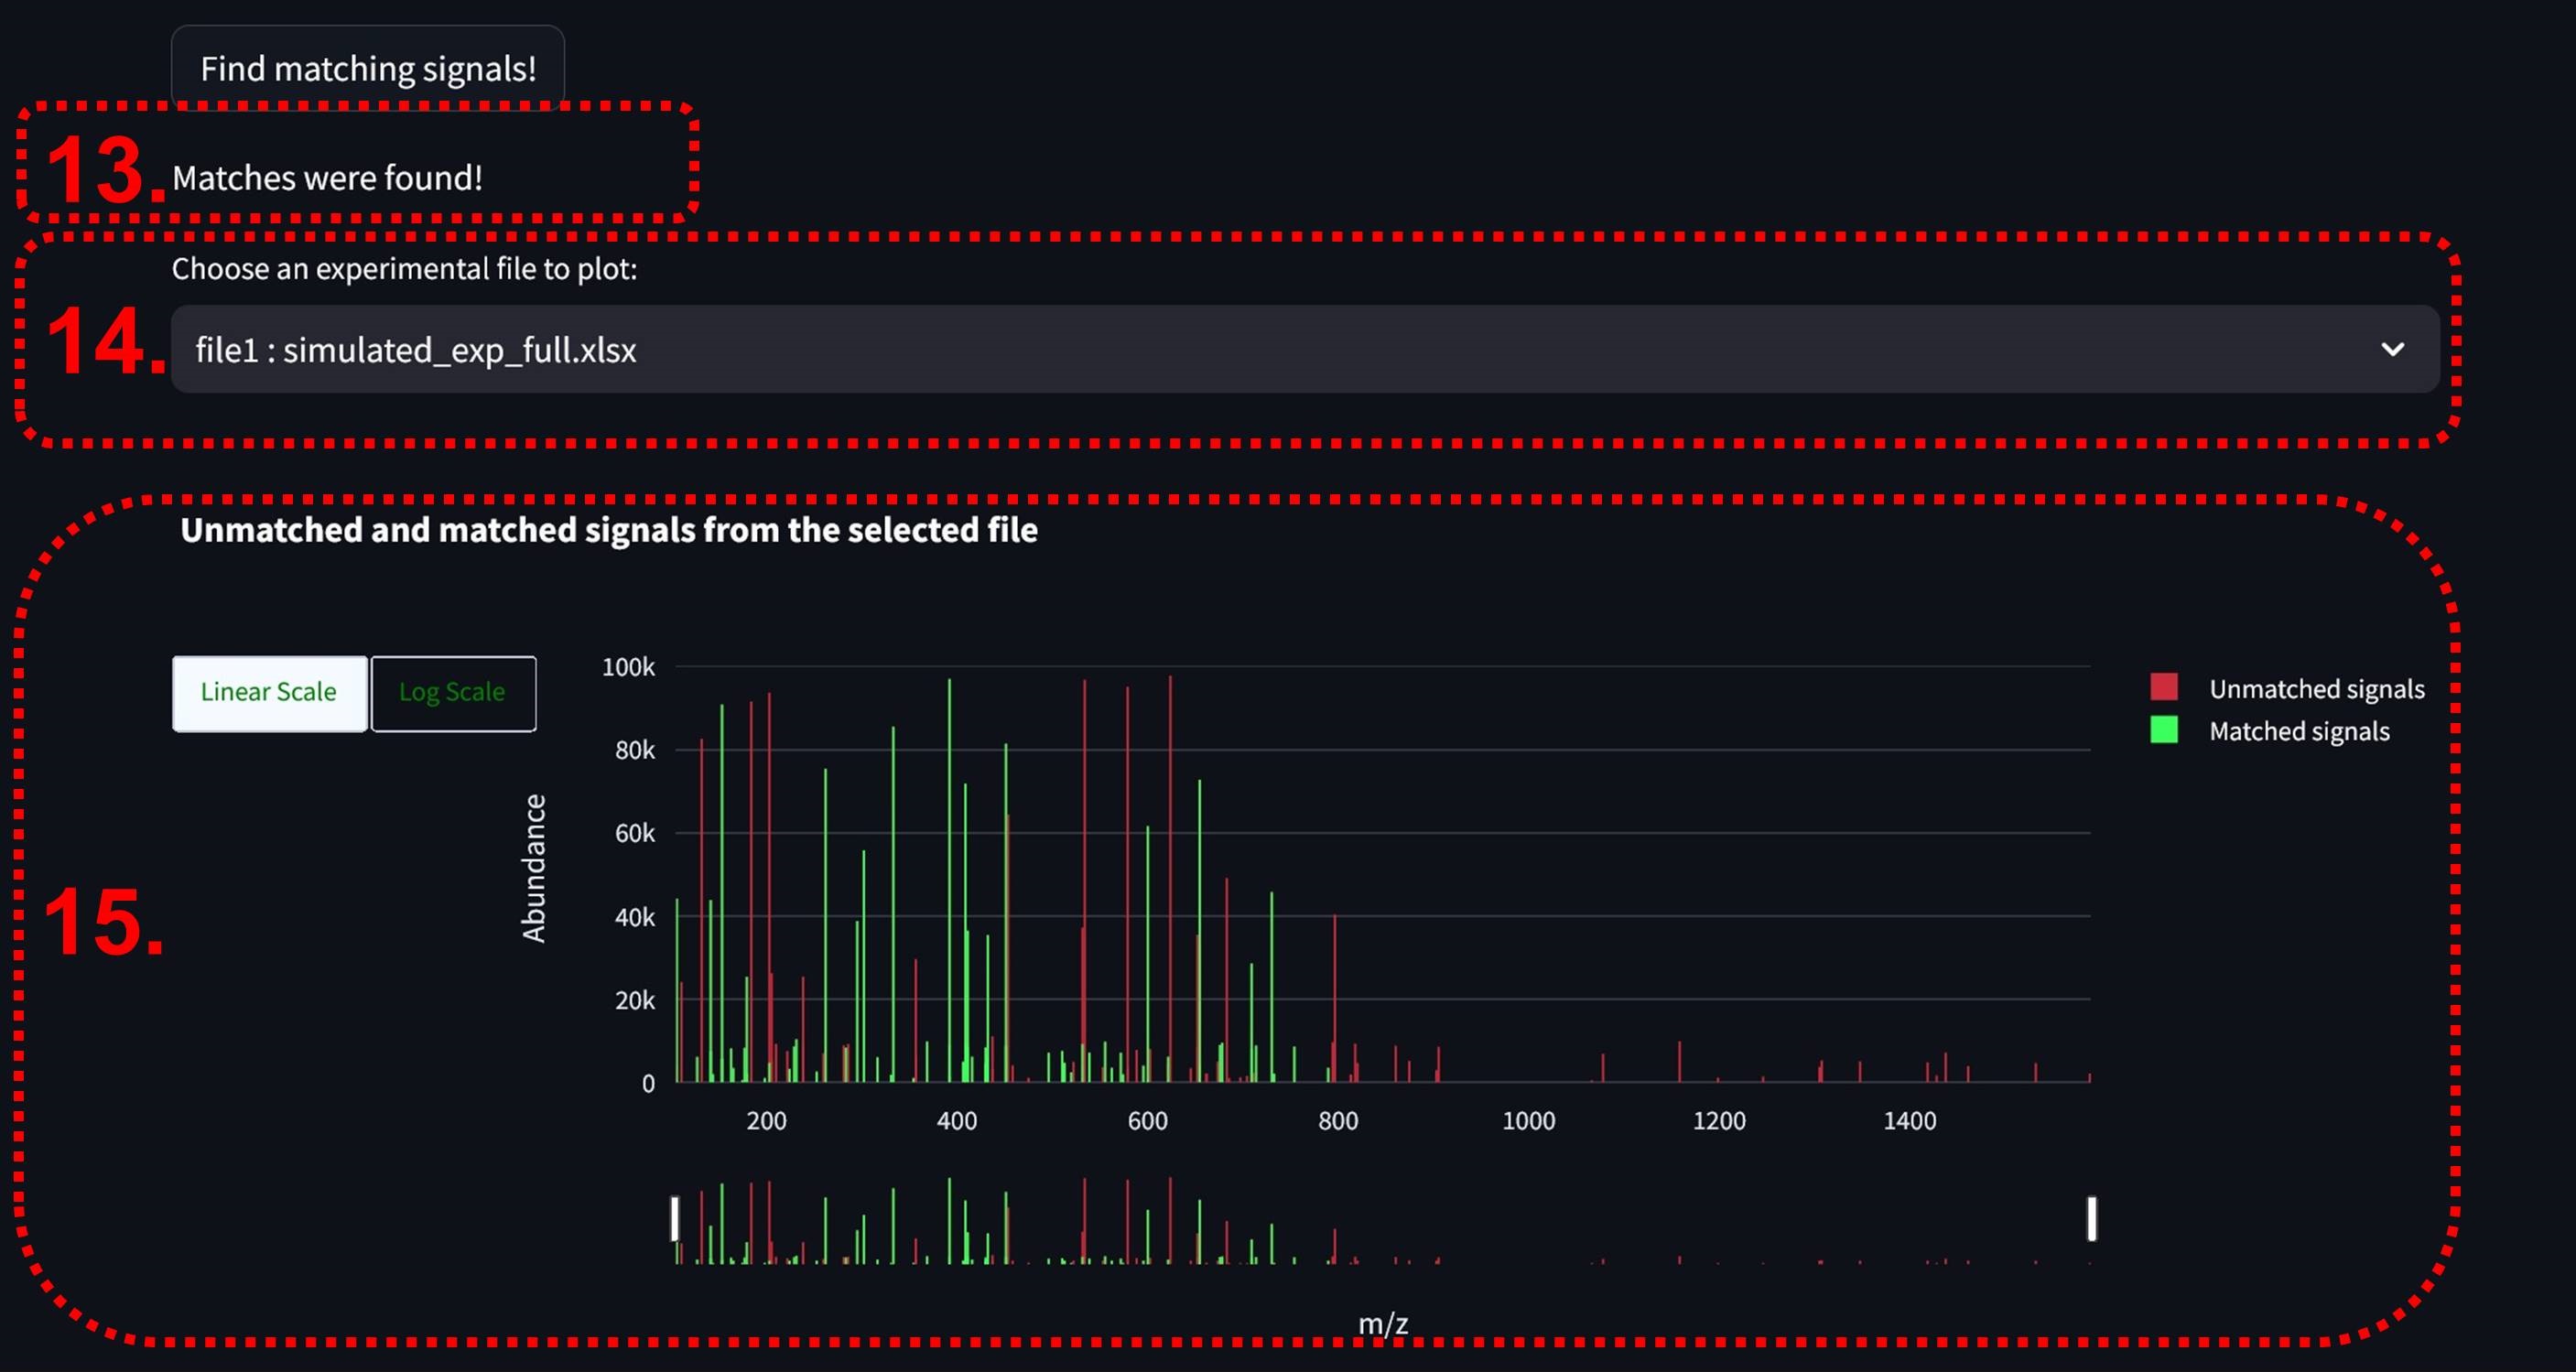 Find matching signals!
13. Matches were found!
Choose an experimental file to plot:
14. file1 : simulated_exp_full.xlsx
Unmatched and matched signals from the selected file
Linear Scale
Log Scale
15.
Abundance
100k
80k
60k
40k
20k
0
200 400 600 800 1000 1200 1400
m/z
Unmatched signals
Matched signals